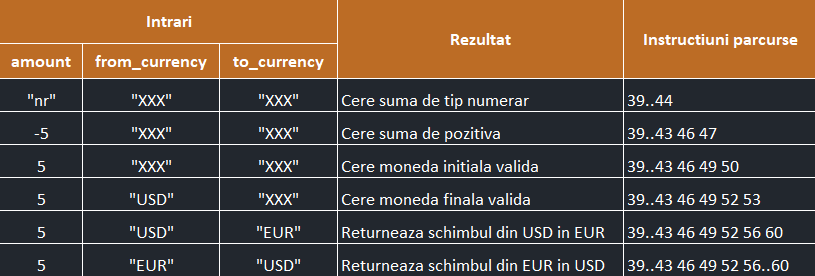 Intrari Rezultat Instructiuni parcurse
amount from_currency to_currency
"nr" "XXX" "XXX" Cere suma de tip numerar 39..44
-5 "XXX" "XXX" Cere suma de pozitiva 39..43 46 47
5 "XXX" "XXX" Cere moneda initiala valida 39..43 46 49 50
5 "USD" "XXX" Cere moneda finala valida 39..43 46 49 52 53
5 "USD" "EUR" Returneaza schimbul din USD in EUR 39..43 46 49 52 56 60
5 "EUR" "USD" Returneaza schimbul din EUR in USD 39..43 46 49 52 56..60